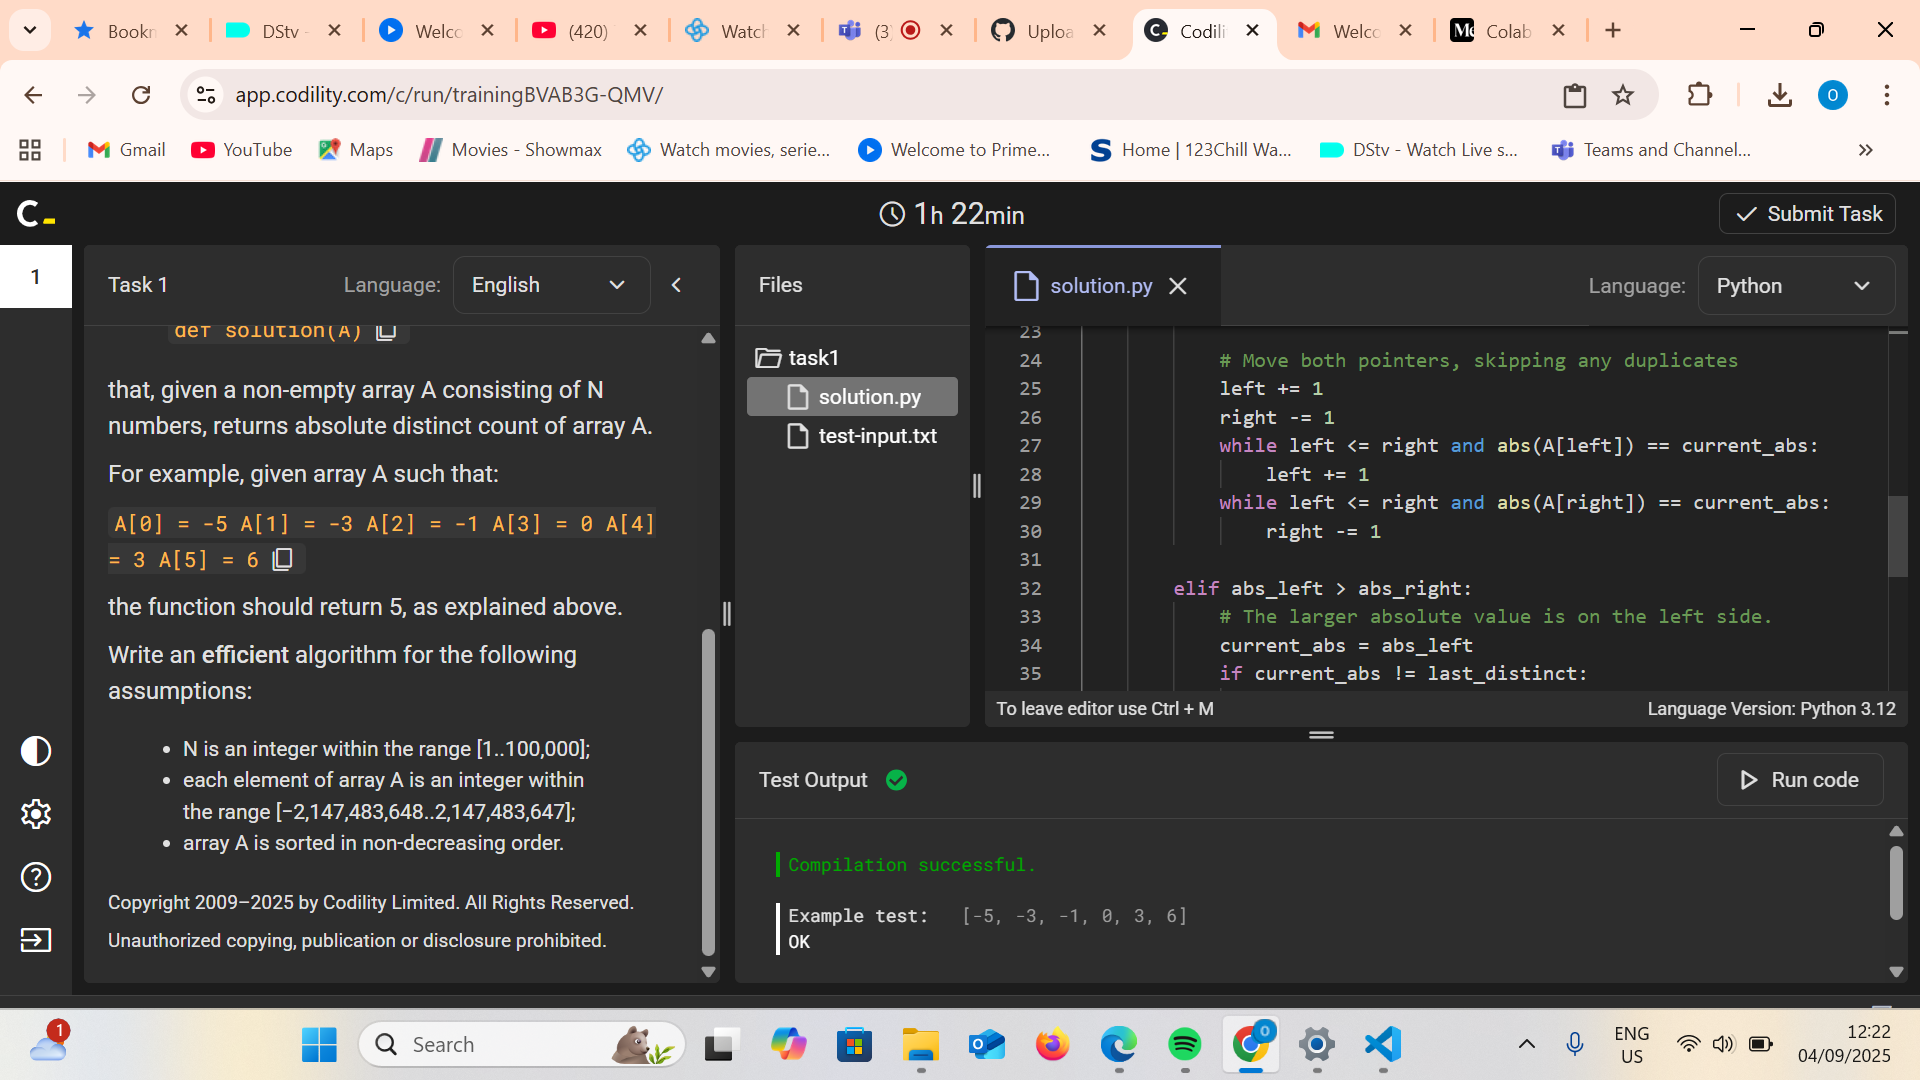 Bookn
DStv -
Welco
(420)
Watch
(3)
Uploa
Codili
Welco
Colab
app.codility.com/c/run/trainingBVAB3G-QMV/
O
Gmail
YouTube
Maps
Movies - Showmax
Watch movies, serie...
Welcome to Prime...
Home | 123Chill Wa...
DStv - Watch Live s...
Teams and Channel...
1h 22min
Submit Task
1
Task 1
Language:
English
def solution(A)
that, given a non-empty array A consisting of N
numbers, returns absolute distinct count of array A.
For example, given array A such that:
A[0] = -5 A[1] = -3 A[2] = -1 A[3] = 0 A[4]
= 3 A[5] = 6
the function should return 5, as explained above.
Write an efficient algorithm for the following
assumptions:
• N is an integer within the range [1..100,000];
• each element of array A is an integer within
the range [−2,147,483,648..2,147,483,647];
• array A is sorted in non-decreasing order.
Copyright 2009–2025 by Codility Limited. All Rights Reserved.
Unauthorized copying, publication or disclosure prohibited.
Files
task1
solution.py
test-input.txt
solution.py
Language:
Python
23
24 # Move both pointers, skipping any duplicates
25 left += 1
26 right -= 1
27 while left <= right and abs(A[left]) == current_abs:
28 left += 1
29 while left <= right and abs(A[right]) == current_abs:
30 right -= 1
31
32 elif abs_left > abs_right:
33 # The larger absolute value is on the left side.
34 current_abs = abs_left
35 if current_abs != last_distinct:
To leave editor use Ctrl + M
Language Version: Python 3.12
Test Output
Run code
Compilation successful.
Example test: [-5, -3, -1, 0, 3, 6]
OK
1
Search
O
ENG
US
12:22
04/09/2025